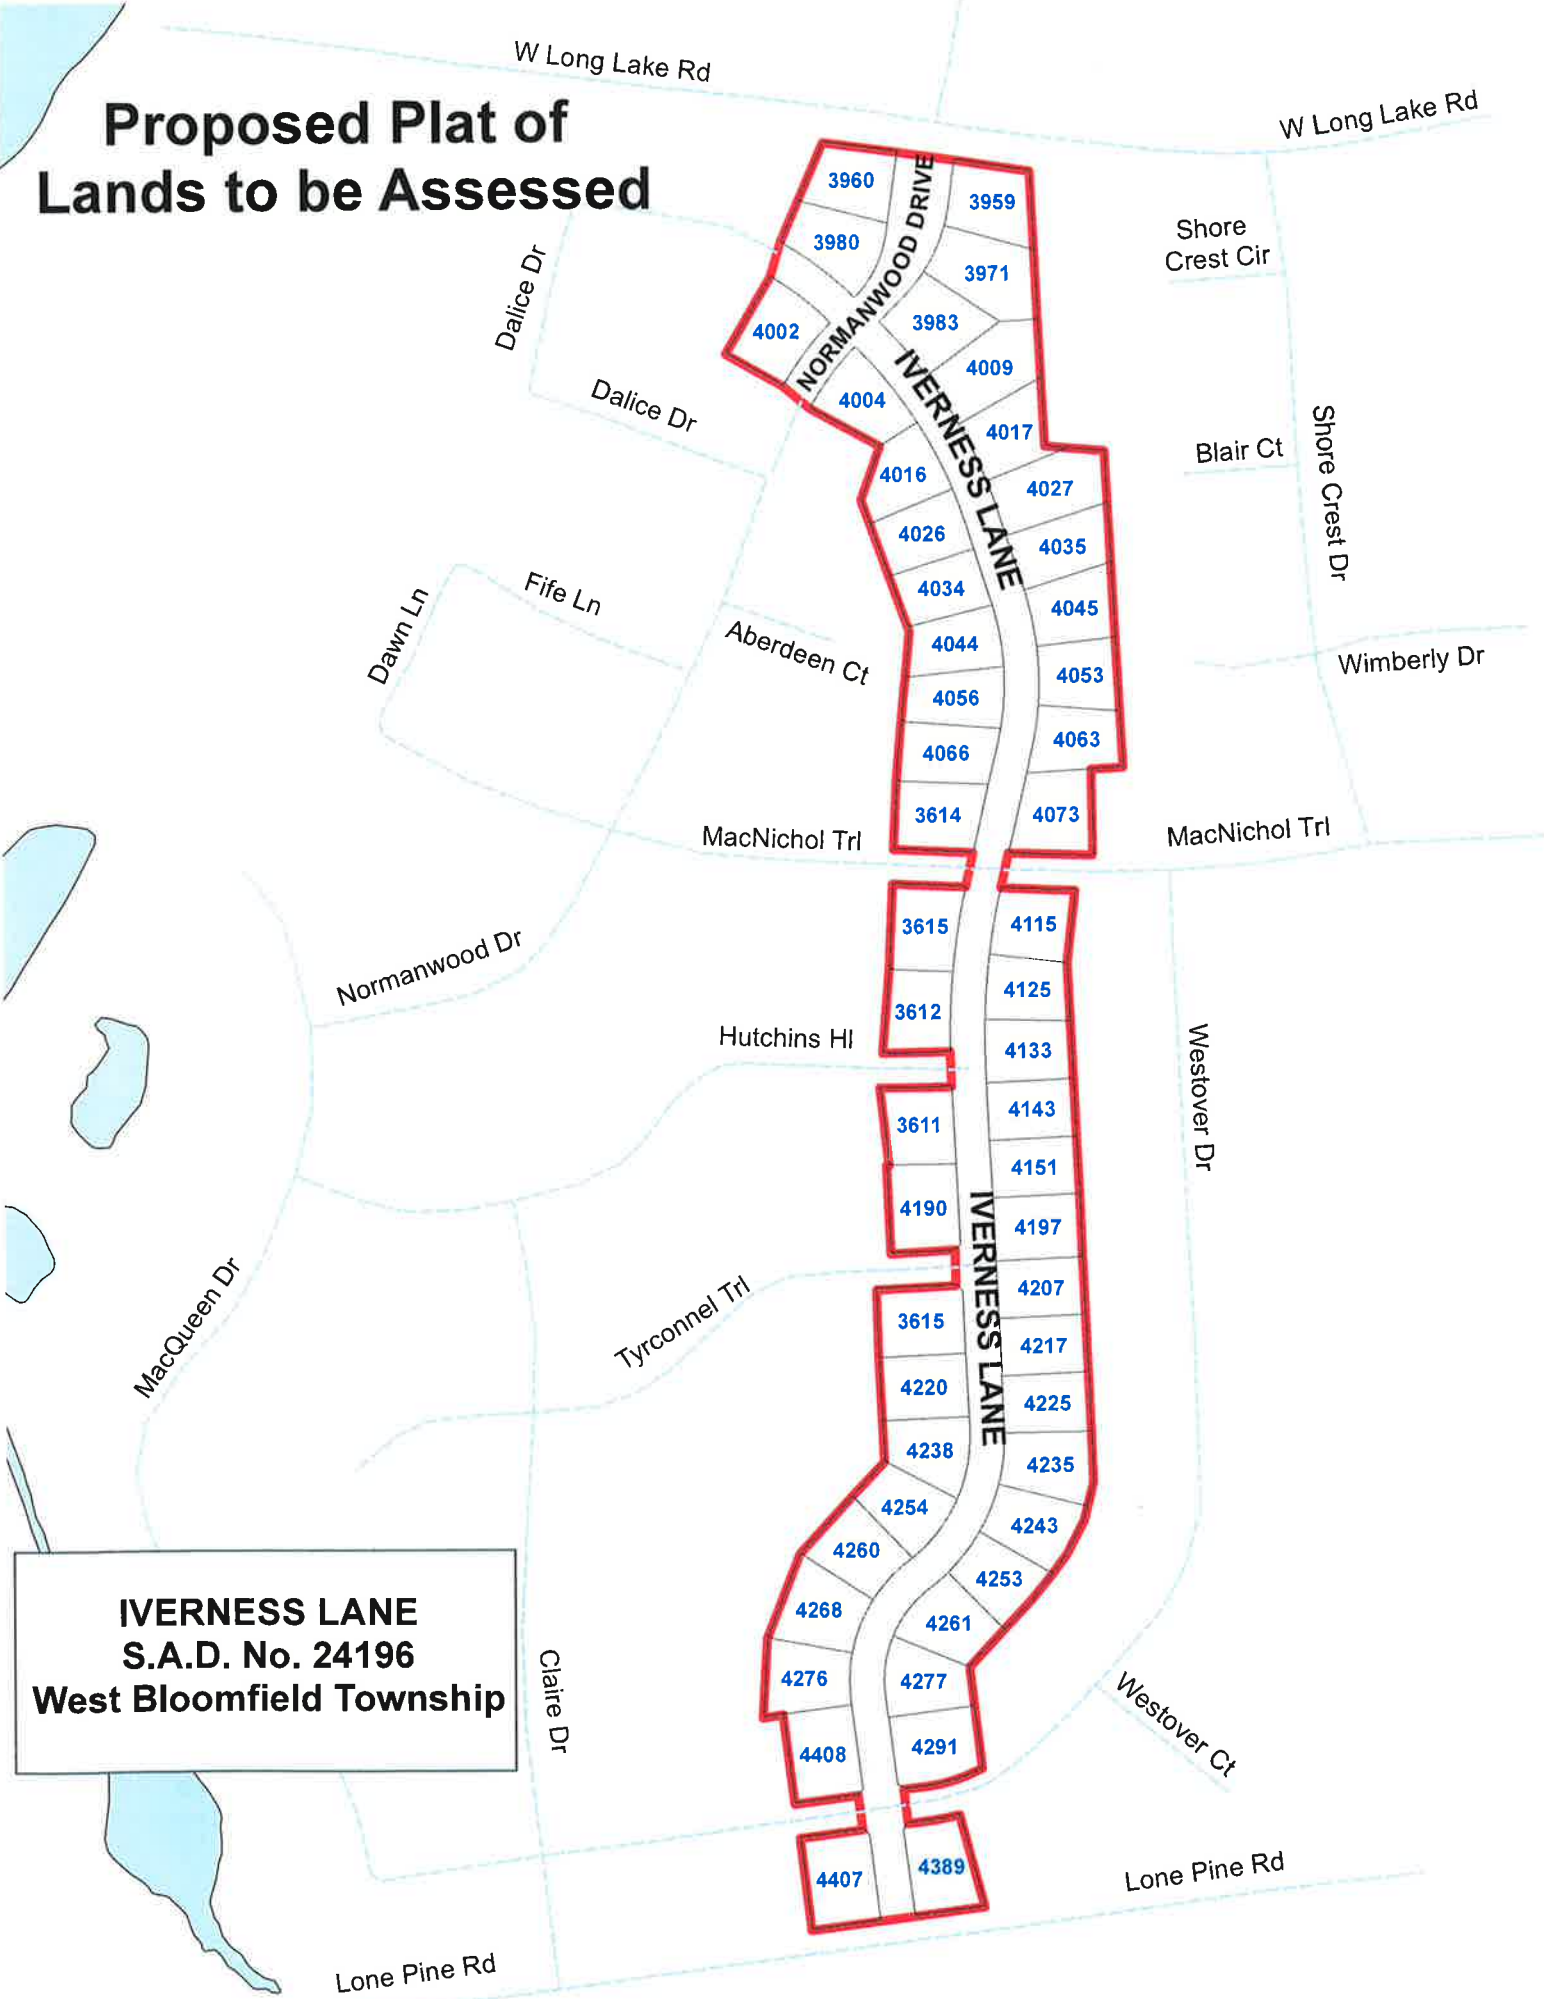 W Long Lake Rd
W Long Lake Rd
Proposed Plat of
Lands to be Assessed
3960
3959
3980
NORMANWOOD DRIVE
Shore
Crest Cir
3971
Dalice Dr
4002
3983
4009
IVERNESS LANE
Dalice Dr
4004
4017
Blair Ct
Shore Crest Dr
4016
4027
4026
4035
Fife Ln
4034
4045
Dawn Ln
Aberdeen Ct
4044
4053
Wimberly Dr
4056
4063
4066
3614
4073
MacNichol Trl
MacNichol Trl
3615
4115
Normanwood Dr
4125
3612
Hutchins Hl
4133
Westover Dr
4143
3611
4151
4190
4197
IVERNESS LANE
4207
MacQueen Dr
Tyrconnel Trl
3615
4217
4220
4225
4238
4235
4254
4243
4260
4253
IVERNESS LANE
S.A.D. No. 24196
West Bloomfield Township
4268
4261
4276
4277
Claire Dr
Westover Ct
4408
4291
4407
4389
Lone Pine Rd
Lone Pine Rd